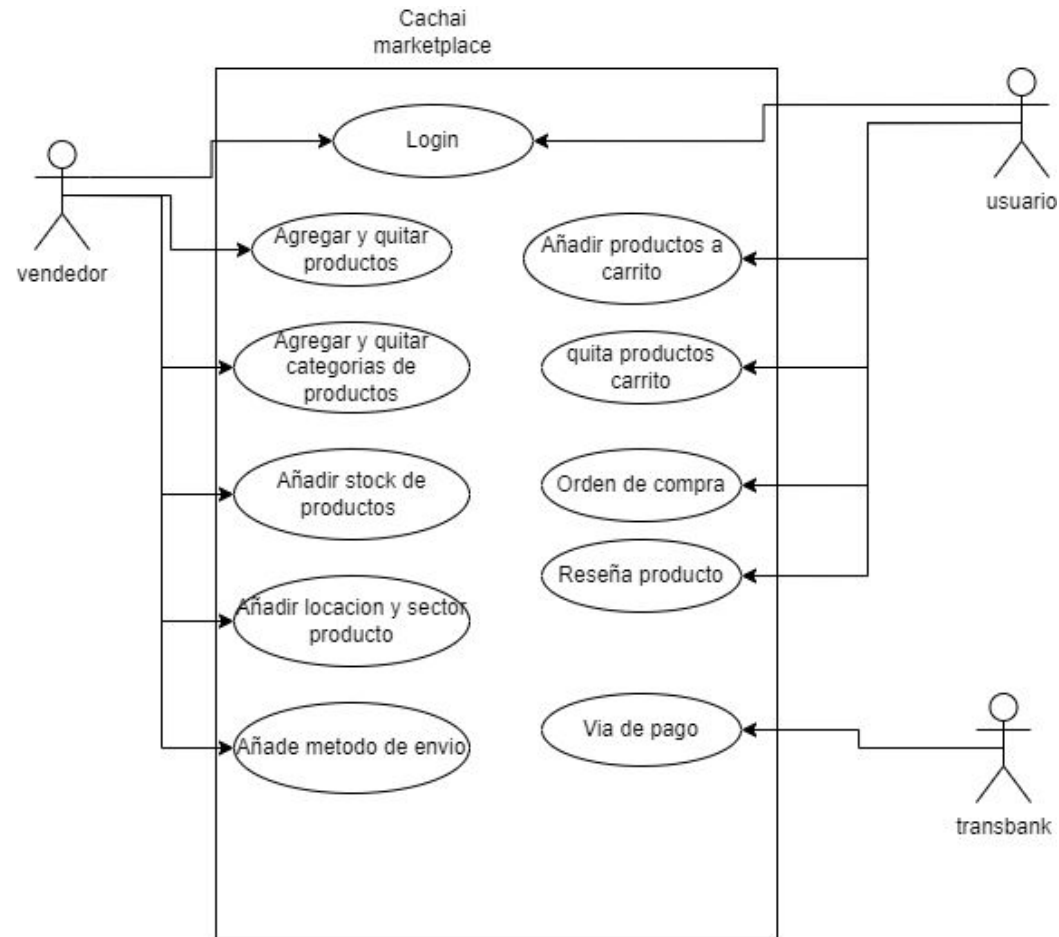 Cachai
marketplace
Login
vendedor
usuario
Agregar y quitar
productos
Añadir productos a
carrito
Agregar y quitar
categorias de
productos
quita productos
carrito
Añadir stock de
productos
Orden de compra
Reseña producto
Añadir locacion y sector
producto
Añade metodo de envio
Via de pago
transbank